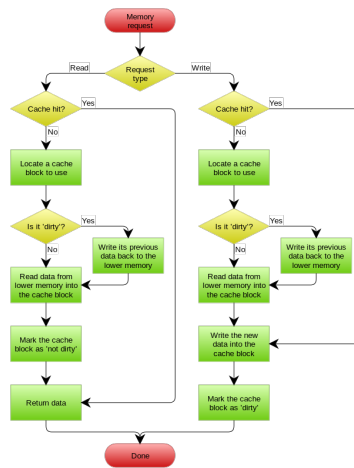 Memory
request
Request
type
Read
Write
Cache hit?
Yes
Cache hit?
Yes
No
No
Locate a cache
block to use
Locate a cache
block to use
Is it 'dirty'?
Yes
Is it 'dirty'?
Yes
No
No
Write its previous
data back to the
lower memory
Write its previous
data back to the
lower memory
Read data from
lower memory into
the cache block
Read data from
lower memory into
the cache block
Mark the cache
block as 'not dirty'
Write the new
data into the
cache block
Return data
Mark the cache
block as 'dirty'
Done